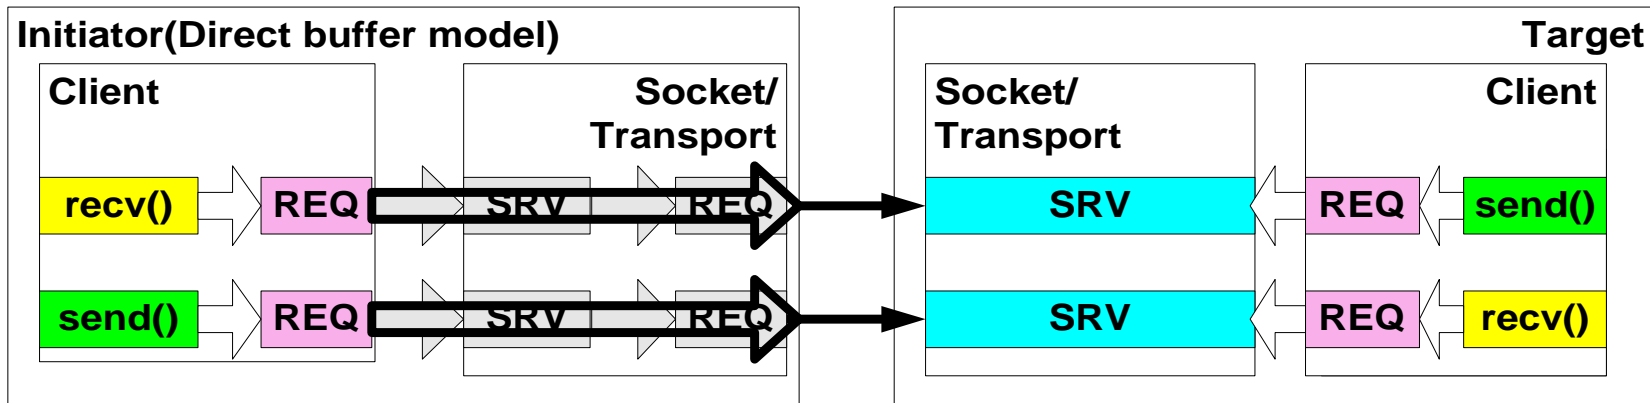 Initiator(Direct buffer model)
Target
Client
Socket/
Transport
Socket/
Transport
Client
recv() REQ SRV REQ SRV REQ send()
send() REQ SRV REQ SRV REQ recv()